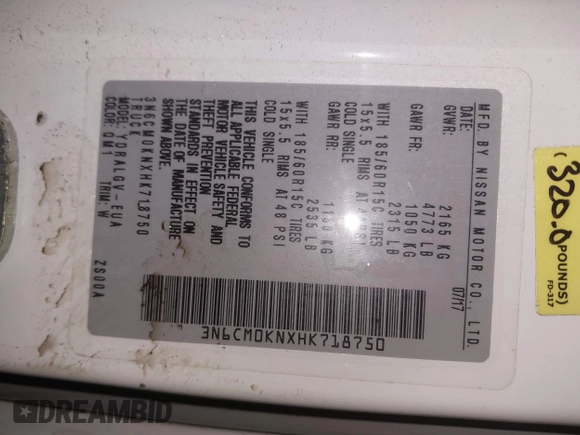 MFD BY NISSAN MOTOR CO., LTD.
DATE: 07/17
GVWR: 2165 KG
4773 LB
GAWR FR: 1050 KG
2315 LB
WITH 185/60R15C TIRES
15x5.5 RIMS AT PSI
COLD SINGLE
GAWR RR: KG
2535 LB
WITH 185/60R15C TIRES
15x5.5 RIMS AT 48 PSI
COLD SINGLE
THIS VEHICLE CONFORMS TO
ALL APPLICABLE FEDERAL
MOTOR VEHICLE SAFETY AND
THEFT PREVENTION
STANDARDS IN EFFECT ON
THE DATE OF MANUFACTURE
SHOWN ABOVE.
3N6CM0KNXHK718750
TRUCK
MODEL: -EUA
COLOR: QM1 TRIM: W
ZS00A
3N6CM0KNXHK718750
(320.0
POUNDS)
FD-317
DREAMBID